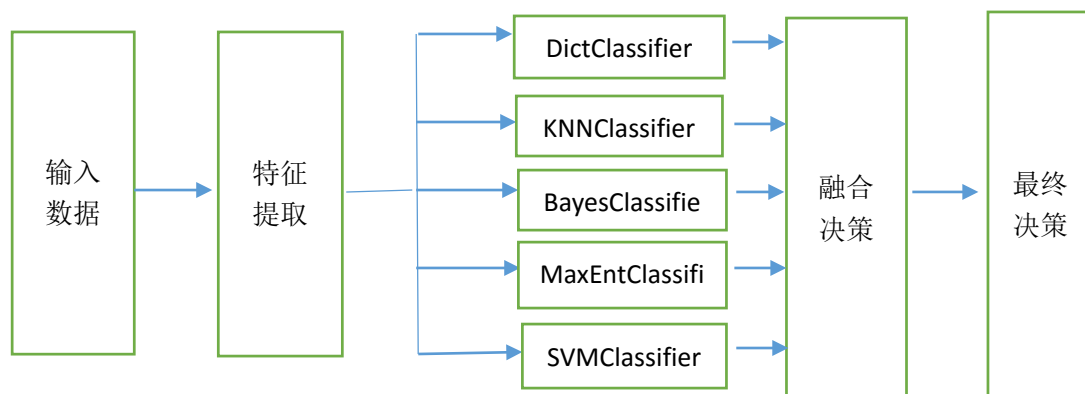 输入
数据
特征
提取
DictClassifier
KNNClassifier
BayesClassifie
MaxEntClassifi
SVMClassifier
融合
决策
最终
决策